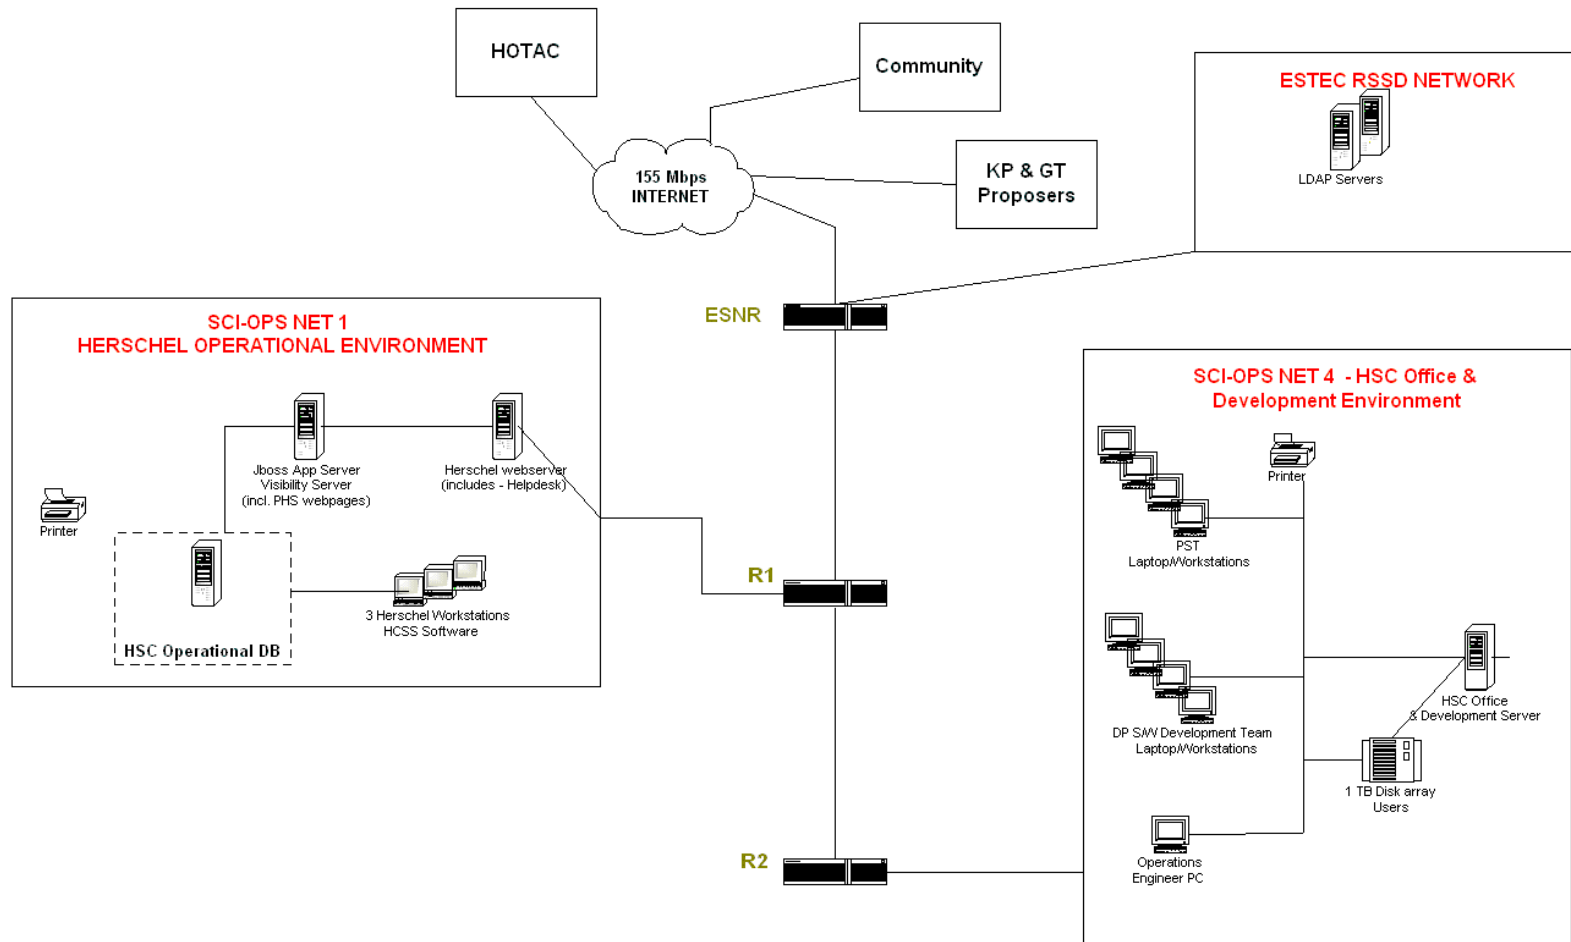 HOTAC
Community
ESTEC RSSD NETWORK
LDAP Servers
155 Mbps
INTERNET
KP & GT
Proposers
ESNR
SCI-OPS NET 1
HERSCHEL OPERATIONAL ENVIRONMENT
Jboss App Server
Visibility Server
(incl. PHS webpages)
Herschel webserver
(includes - Helpdesk)
Printer
3 Herschel Workstations
HCSS Software
HSC Operational DB
R1
SCI-OPS NET 4 - HSC Office &
Development Environment
Printer
PST
Laptop/Workstations
HSC Office
& Development Server
DP S/W Development Team
Laptop/Workstations
1 TB Disk array
Users
Operations
Engineer PC
R2